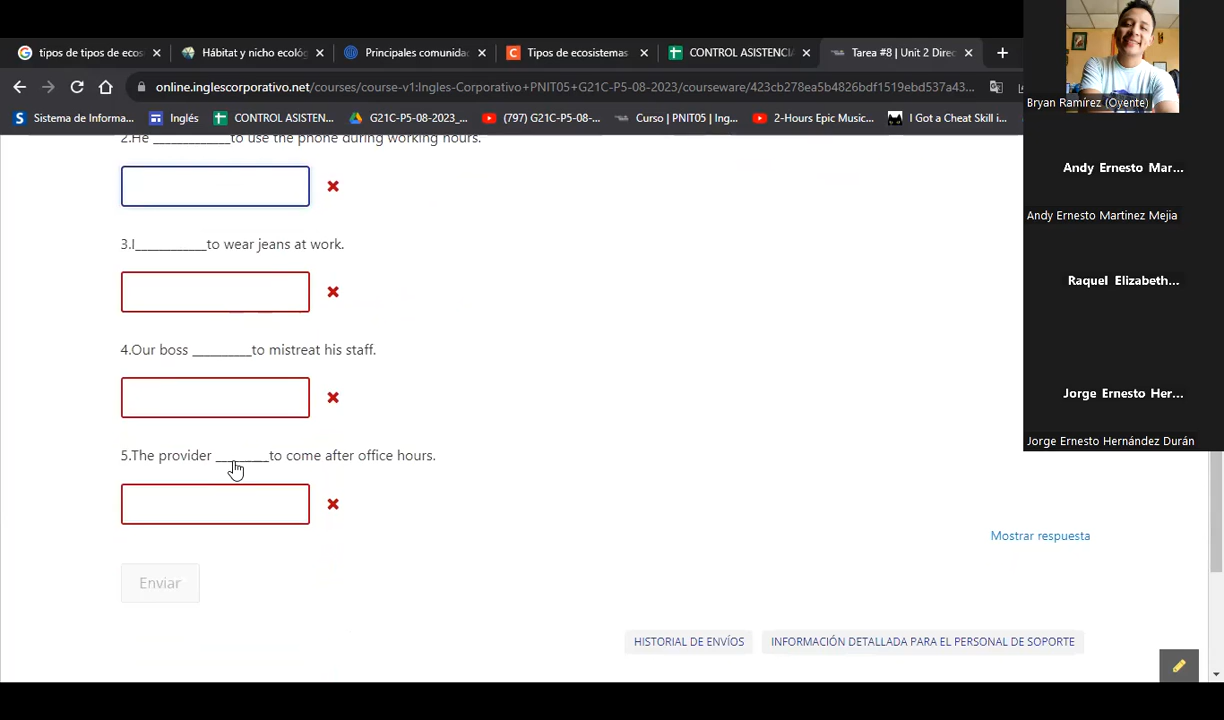 tipos de tipos de ecos
Hábitat y nicho ecológ
Principales comunida
Tipos de ecosistemas
CONTROL ASISTENCI
Tarea #8 | Unit 2 Direc
online.inglescorporativo.net/courses/course-v1:Ingles-Corporativo+PNIT05+G21C-P5-08-2023/courseware/423cb278ea5b4826bdf1519ebd537a43...
Sistema de Informa...
Inglés
CONTROL ASISTEN...
G21C-P5-08-2023_...
(797) G21C-P5-08-...
Curso | PNIT05 | Ing...
2-Hours Epic Music...
I Got a Cheat Skill i...
2.He _____________to use the phone during working hours.
3.I___________to wear jeans at work.
4.Our boss _________to mistreat his staff.
5.The provider ________to come after office hours.
Mostrar respuesta
Enviar
HISTORIAL DE ENVÍOS
INFORMACIÓN DETALLADA PARA EL PERSONAL DE SOPORTE
Bryan Ramírez (Oyente)
Andy Ernesto Mar...
Andy Ernesto Martinez Mejia
Raquel Elizabeth...
Jorge Ernesto Her...
Jorge Ernesto Hernández Durán